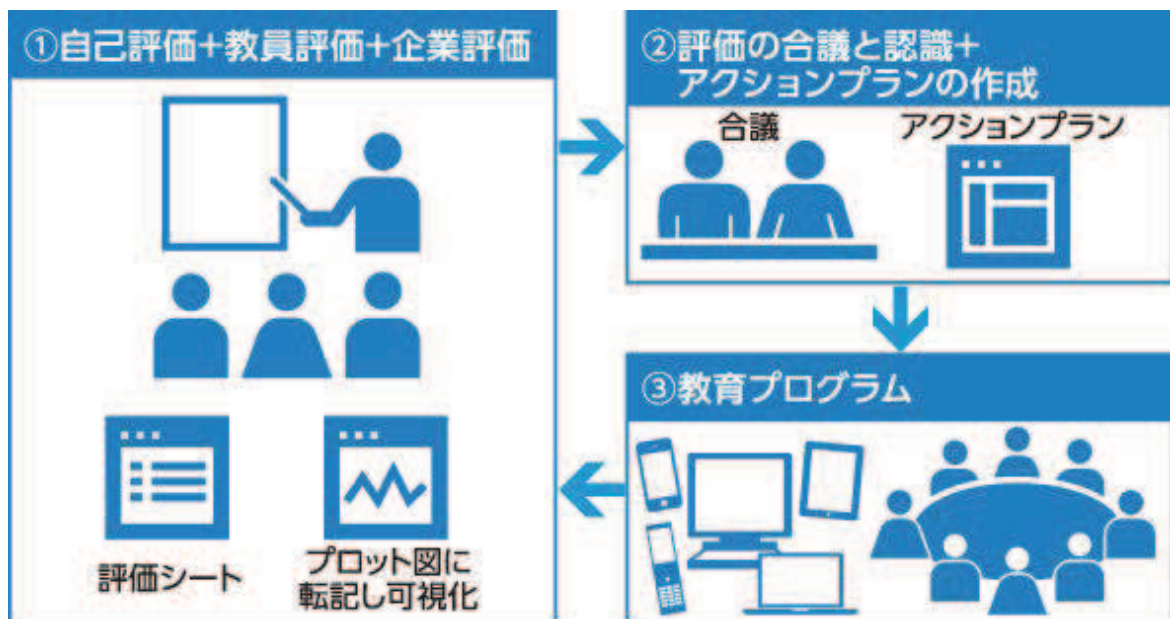 ①自己評価+教員評価+企業評価
評価シート
プロット図に
転記し可視化
②評価の合議と認識+
アクションプランの作成
合議
アクションプラン
③教育プログラム